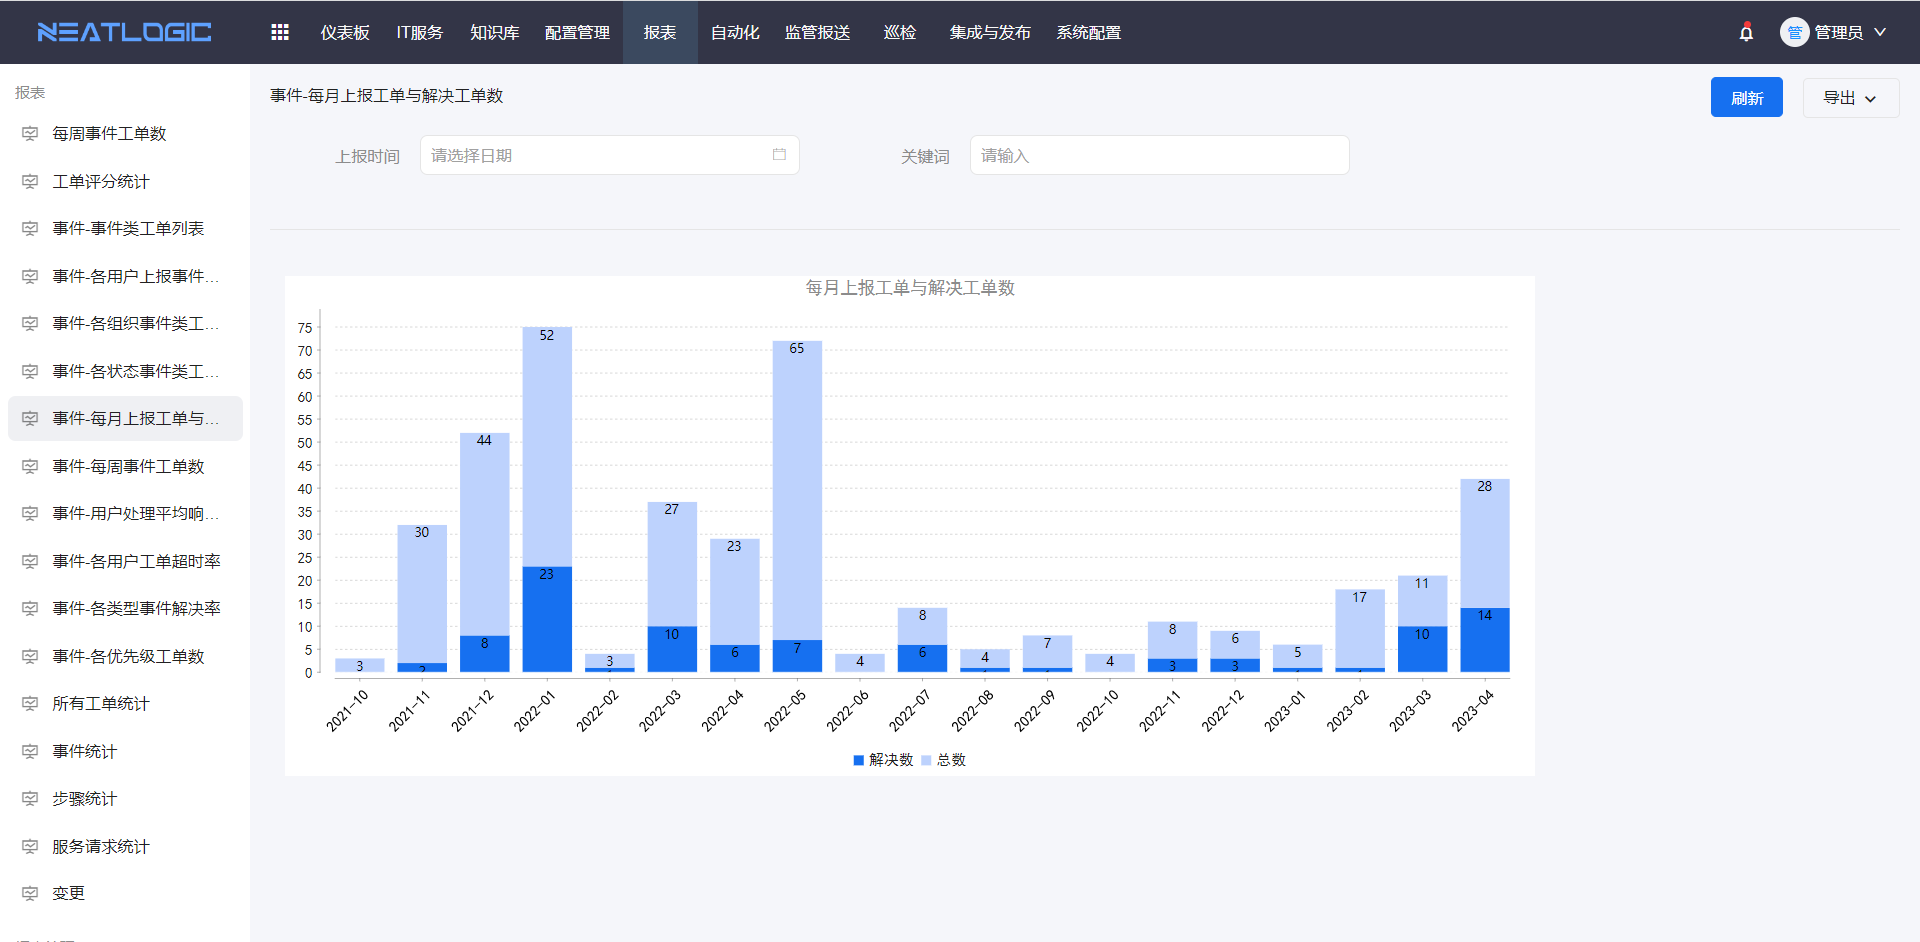 NEATLOGIC
仪表板 IT服务 知识库 配置管理 报表 自动化 监管报送 巡检 集成与发布 系统配置
管 管理员
报表
每周事件工单数
工单评分统计
事件-事件类工单列表
事件-各用户上报事件...
事件-各组织事件类工...
事件-各状态事件类工...
事件-每月上报工单与...
事件-每周事件工单数
事件-用户处理平均响...
事件-各用户工单超时率
事件-各类型事件解决率
事件-各优先级工单数
所有工单统计
事件统计
步骤统计
服务请求统计
变更
事件-每月上报工单与解决工单数
刷新 导出
上报时间 请选择日期 关键词 请输入
每月上报工单与解决工单数
75
70
65
60
55
50
45
40
35
30
25
20
15
10
5
0
3 30 44 52 3 27 23 65 4 8 4 7 4 8 6 5 17 11 28
8 23 10 6 7 6 3 3 10 14
2021-10 2021-11 2021-12 2022-01 2022-02 2022-03 2022-04 2022-05 2022-06 2022-07 2022-08 2022-09 2022-10 2022-11 2022-12 2023-01 2023-02 2023-03 2023-04
解决数 总数